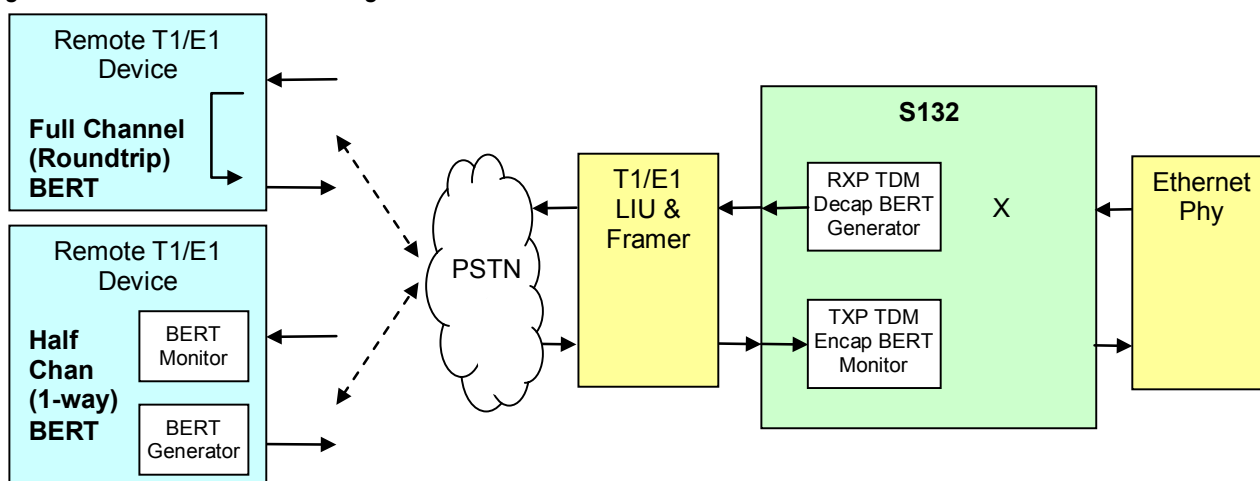 Remote T1/E1
Device
Full Channel
(Roundtrip)
BERT
Remote T1/E1
Device
Half
Chan
(1-way)
BERT
BERT
Monitor
BERT
Generator
PSTN
T1/E1
LIU &
Framer
S132
RXP TDM
Decap BERT
Generator
X
TXP TDM
Encap BERT
Monitor
Ethernet
Phy